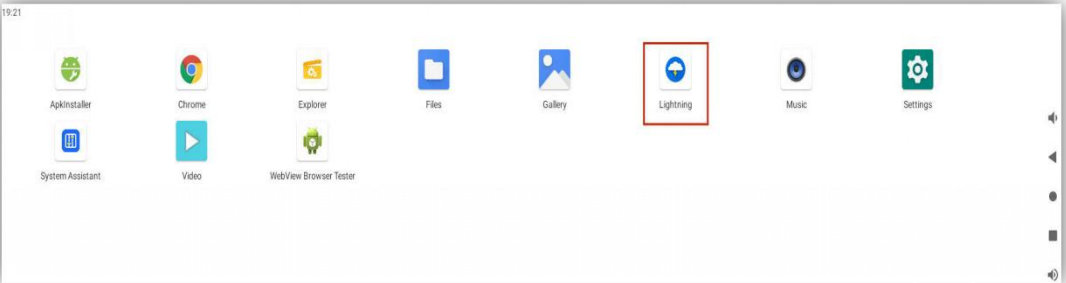 19:21
ApkInstaller Chrome Explorer Files Gallery Lightning Music Settings
System Assistant Video WebView Browser Tester